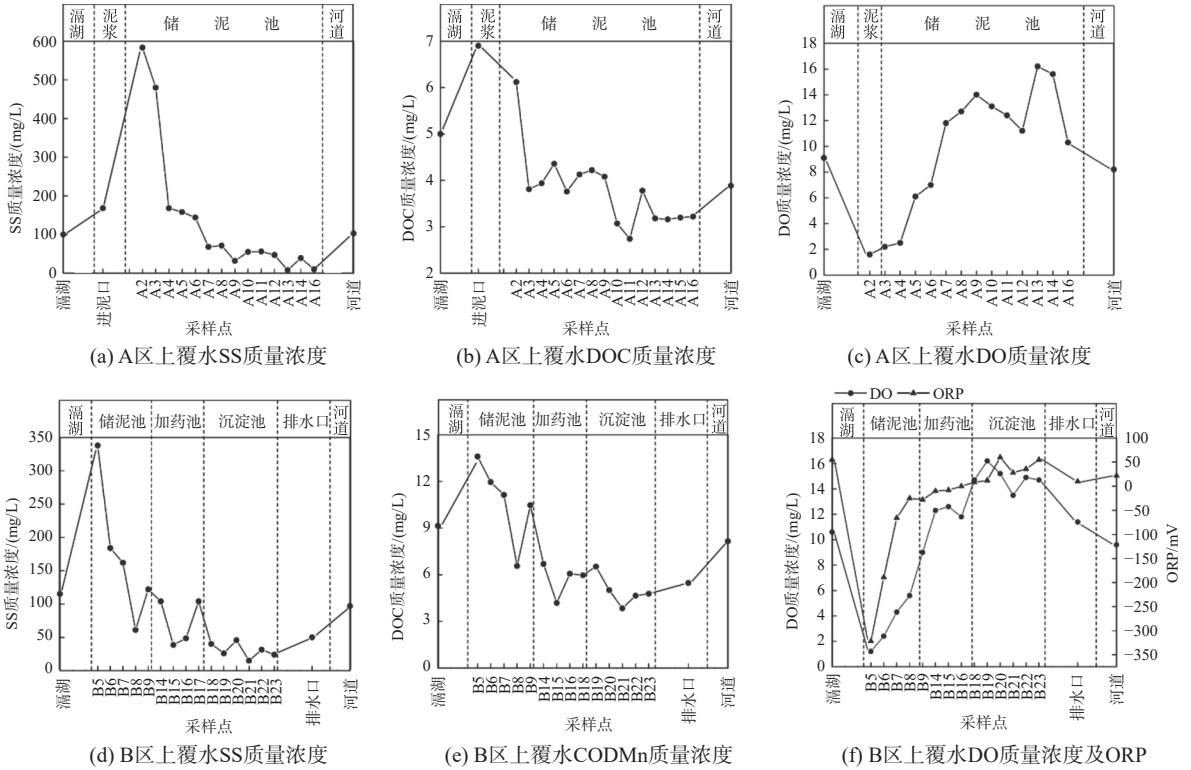 滆湖 泥浆 储 泥 池 河道
SS质量浓度/(mg/L)
600
500
400
300
200
100
0
滆湖 进泥口 A2 A3 A4 A5 A6 A7 A8 A9 A10 A11 A12 A13 A14 A16 河道
采样点
(a) A区上覆水SS质量浓度
滆湖 泥浆 储 泥 池 河道
DOC质量浓度/(mg/L)
7
6
5
4
3
2
滆湖 进泥口 A2 A3 A4 A5 A6 A7 A8 A9 A10 A11 A12 A13 A14 A15 A16 河道
采样点
(b) A区上覆水DOC质量浓度
滆湖 泥浆 储 泥 池 河道
DO质量浓度/(mg/L)
18
16
14
12
10
8
6
4
2
0
滆湖 A2 A3 A4 A5 A6 A7 A8 A9 A10 A11 A12 A13 A14 A16 河道
采样点
(c) A区上覆水DO质量浓度
滆湖 储泥池 加药池 沉淀池 排水口 河道
SS质量浓度/(mg/L)
350
300
250
200
150
100
50
0
滆湖 B5 B6 B7 B8 B9 B14 B15 B16 B17 B18 B19 B20 B21 B22 B23 排水口 河道
采样点
(d) B区上覆水SS质量浓度
滆湖 储泥池 加药池 沉淀池 排水口 河道
DOC质量浓度/(mg/L)
15
12
9
6
3
0
滆湖 B5 B6 B7 B8 B9 B14 B15 B16 B18 B19 B20 B21 B22 B23 排水口 河道
采样点
(e) B区上覆水CODMn质量浓度
DO ORP
滆湖 储泥池 加药池 沉淀池 排水口 河道
DO质量浓度/(mg/L)
18
16
14
12
10
8
6
4
2
0
100
50
0
−50
−100
−150
−200
−250
−300
−350
ORP/mV
滆湖 B5 B6 B7 B8 B9 B14 B15 B16 B18 B19 B20 B21 B22 B23 排水口 河道
采样点
(f) B区上覆水DO质量浓度及ORP